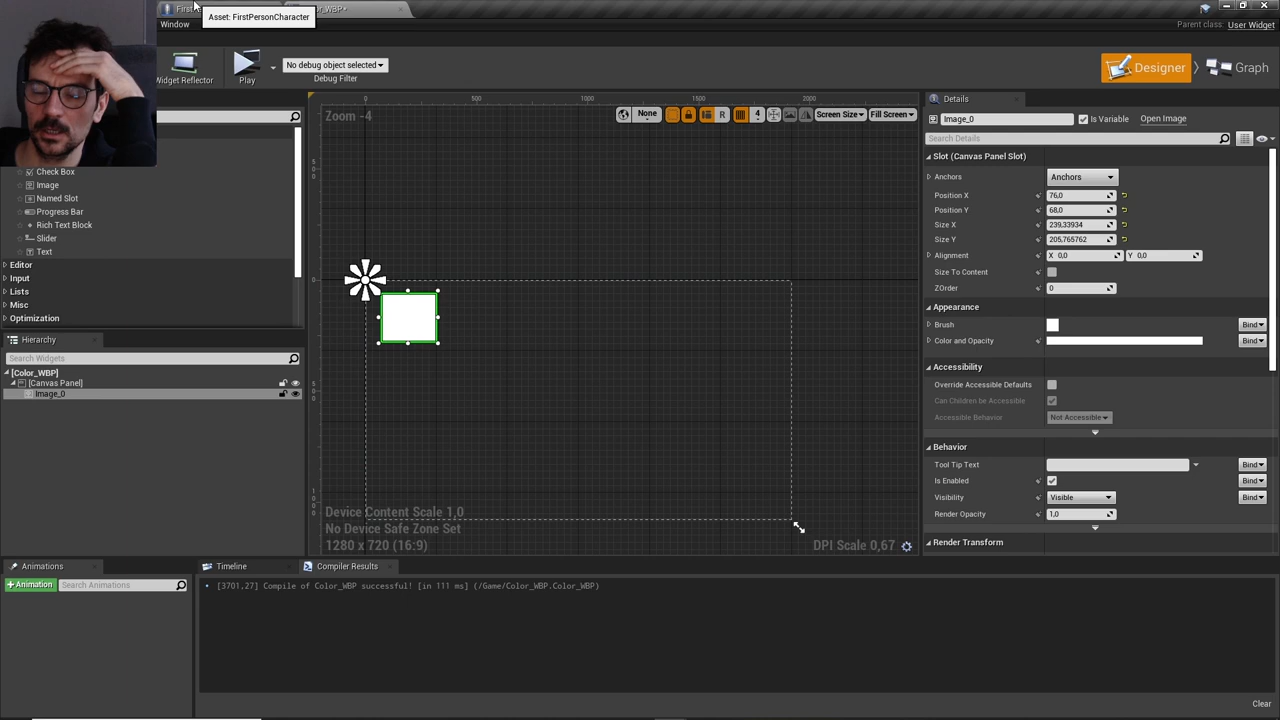 Asset: FirstPersonCharacter
Color_WBP*
Window
Parent class: User Widget
Widget Reflector
Play
No debug object selected
Debug Filter
Designer
Graph
Zoom -4
0
500
1000
2000
None
R
4
Screen Size
Fill Screen
Check Box
Image
Named Slot
Progress Bar
Rich Text Block
Slider
Text
Editor
Input
Lists
Misc
Optimization
Hierarchy
Search Widgets
[Color_WBP]
[Canvas Panel]
Image_0
Device Content Scale 1,0
No Device Safe Zone Set
1280 x 720 (16:9)
DPI Scale 0,67
Details
Image_0
Is Variable
Open Image
Search Details
Slot (Canvas Panel Slot)
Anchors
Anchors
Position X
76,0
Position Y
68,0
Size X
239,33934
Size Y
205,765762
Alignment
X 0,0
Y 0,0
Size To Content
ZOrder
0
Appearance
Brush
Bind
Color and Opacity
Bind
Accessibility
Override Accessible Defaults
Can Children be Accessible
Accessible Behavior
Not Accessible
Behavior
Tool Tip Text
Bind
Is Enabled
Bind
Visibility
Visible
Bind
Render Opacity
1,0
Render Transform
Animations
Timeline
Compiler Results
+Animation
Search Animations
[3701,27] Compile of Color_WBP successful! [in 111 ms] (/Game/Color_WBP.Color_WBP)
Clear